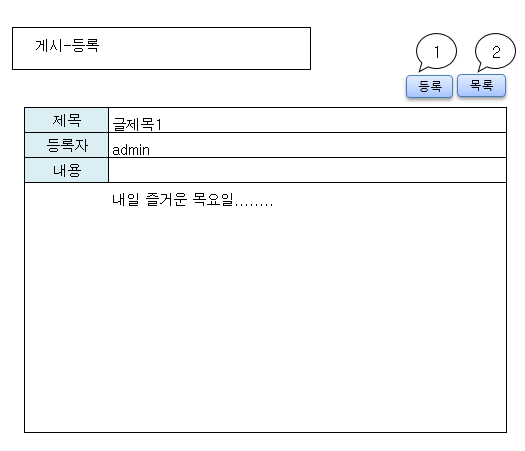 게시-등록
1
2
등록
목록
제목
글제목1
등록자
admin
내용
내일 즐거운 목요일........